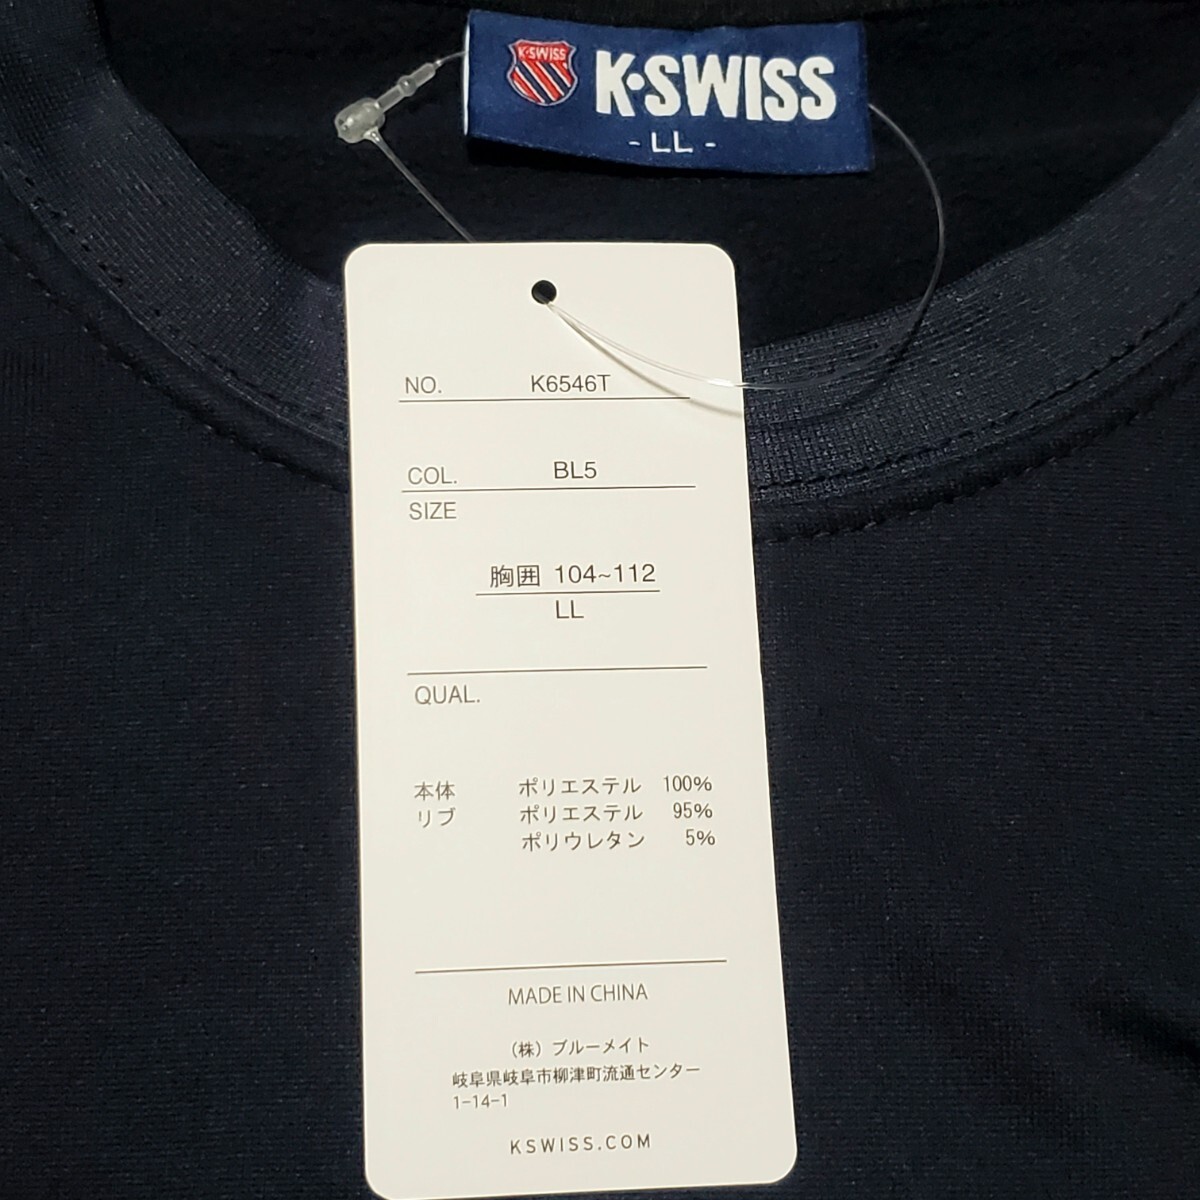 K·SWISS
K·SWISS
- LL -
NO. K6546T
COL. BL5
SIZE
胸囲 104~112
LL
QUAL.
本体 ポリエステル 100%
リブ ポリエステル 95%
ポリウレタン 5%
MADE IN CHINA
(株) ブルーメイト
岐阜県岐阜市柳津町流通センター
1-14-1
KSWISS.COM